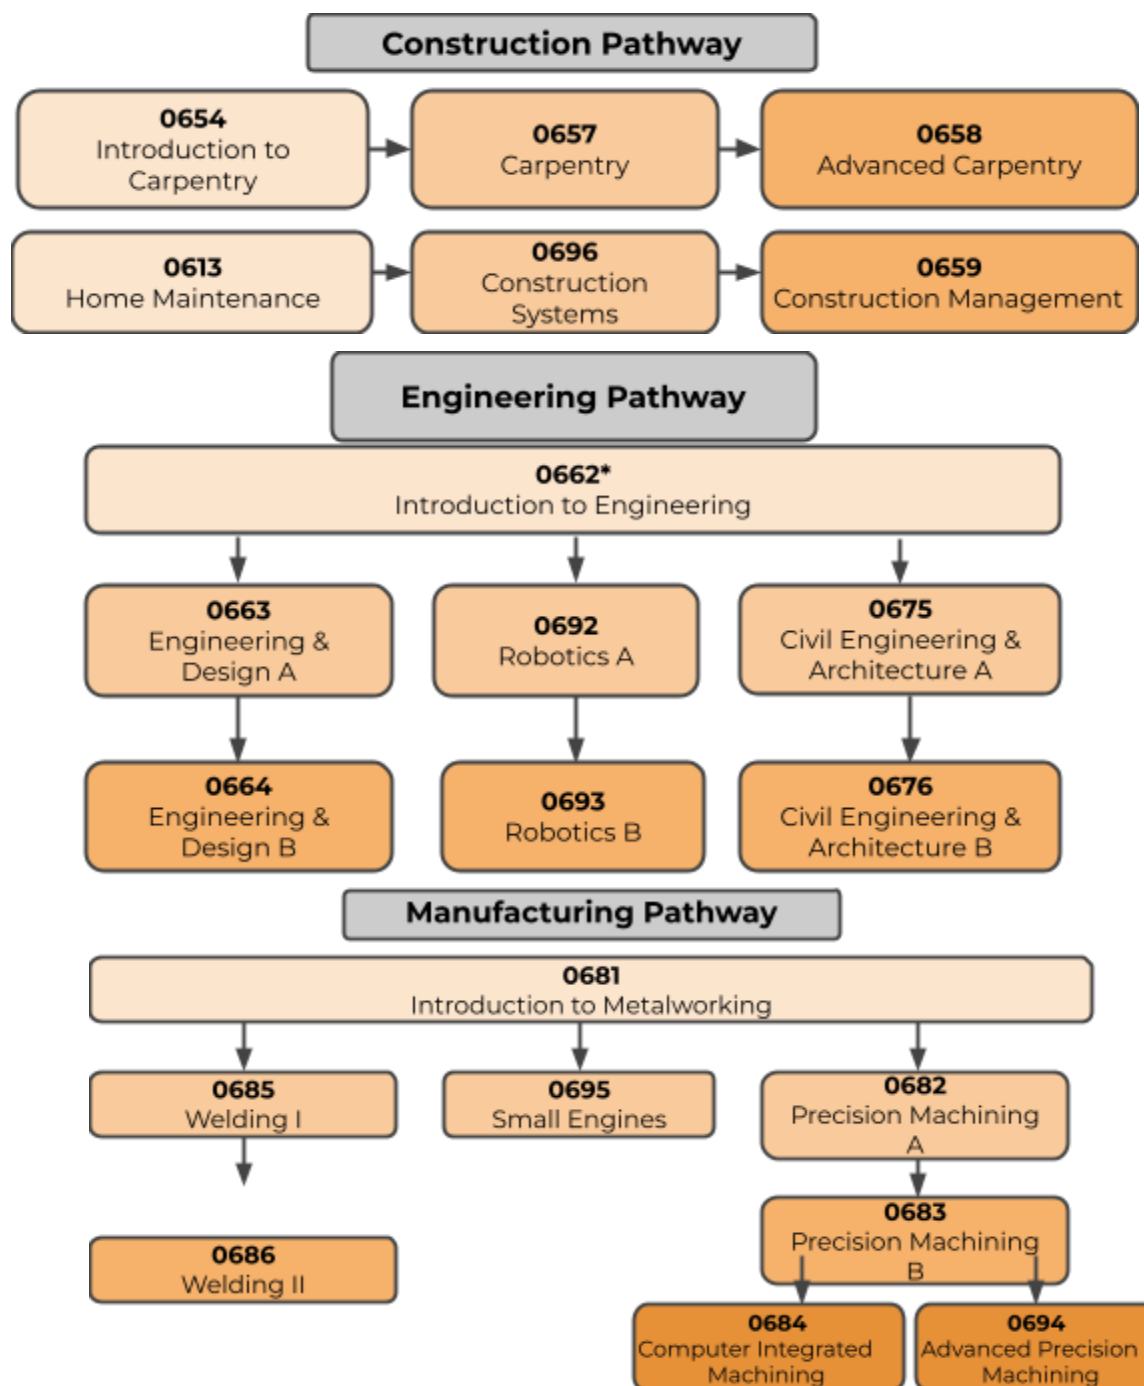 Construction Pathway
0654
Introduction to
Carpentry
0657
Carpentry
0658
Advanced Carpentry
0613
Home Maintenance
0696
Construction
Systems
0659
Construction Management
Engineering Pathway
0662*
Introduction to Engineering
0663
Engineering &
Design A
0692
Robotics A
0675
Civil Engineering &
Architecture A
0664
Engineering &
Design B
0693
Robotics B
0676
Civil Engineering &
Architecture B
Manufacturing Pathway
0681
Introduction to Metalworking
0685
Welding I
0695
Small Engines
0682
Precision Machining
A
0683
Precision Machining
B
0686
Welding II
0684
Computer Integrated
Machining
0694
Advanced Precision
Machining